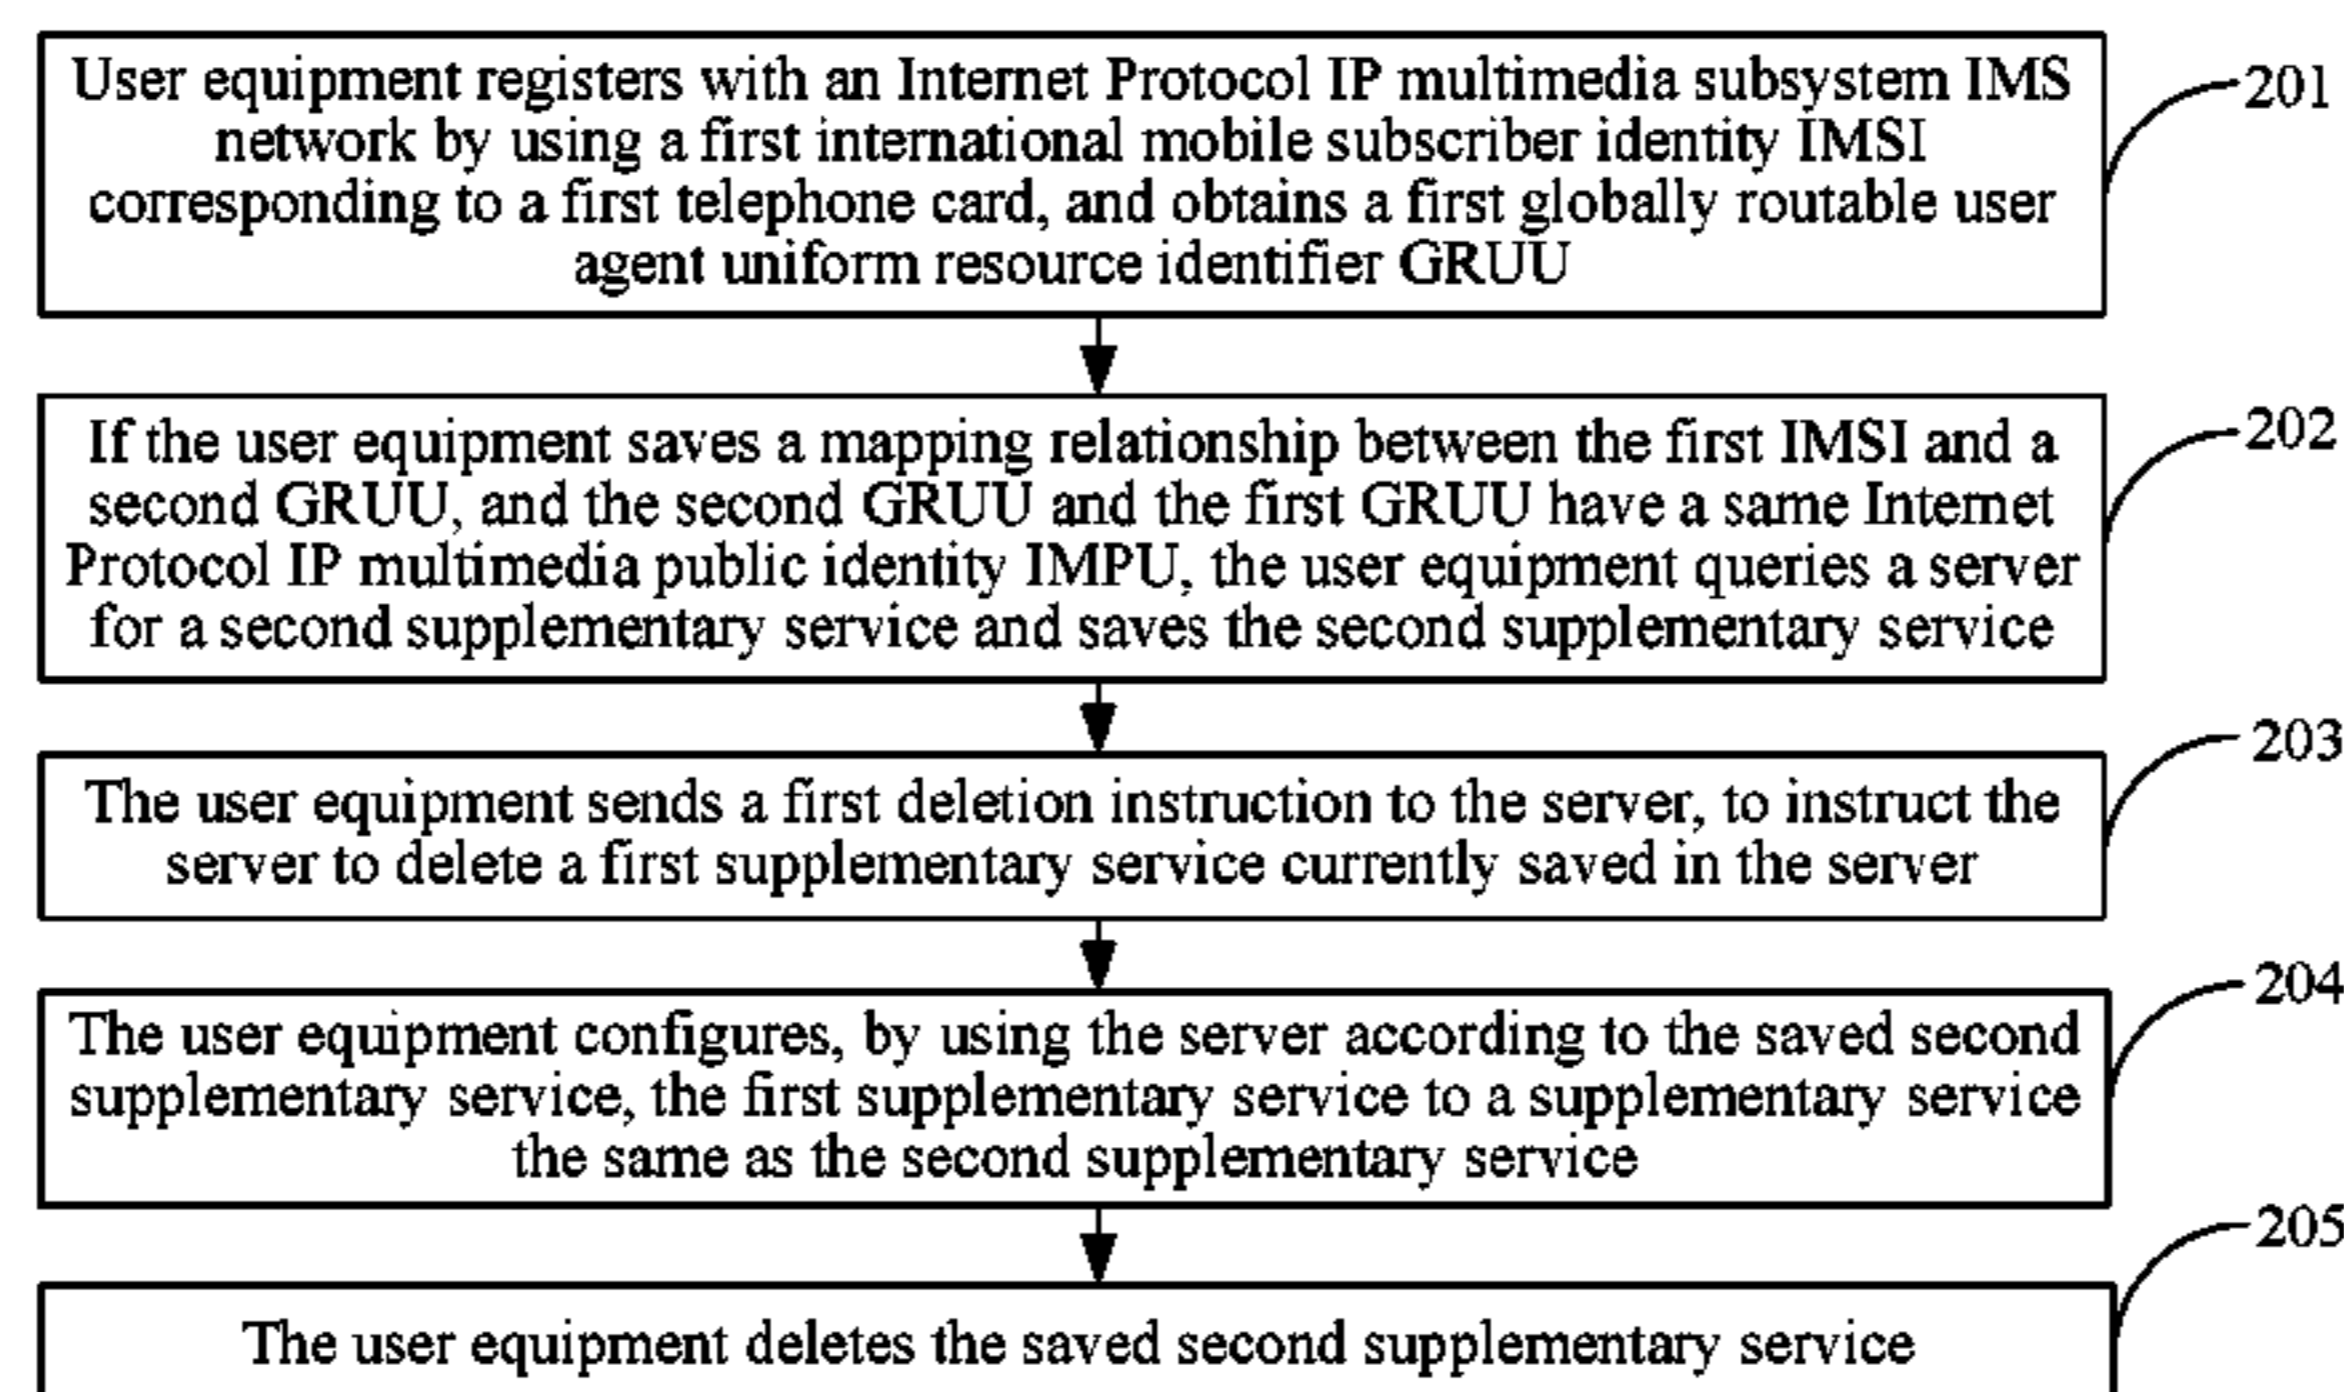 User equipment registers with an Internet Protocol IP multimedia subsystem IMS
network by using a first international mobile subscriber identity IMSI
corresponding to a first telephone card, and obtains a first globally routable user
agent uniform resource identifier GRUU
201
If the user equipment saves a mapping relationship between the first IMSI and a
second GRUU, and the second GRUU and the first GRUU have a same Internet
Protocol IP multimedia public identity IMPU, the user equipment queries a server
for a second supplementary service and saves the second supplementary service
202
The user equipment sends a first deletion instruction to the server, to instruct the
server to delete a first supplementary service currently saved in the server
203
The user equipment configures, by using the server according to the saved second
supplementary service, the first supplementary service to a supplementary service
the same as the second supplementary service
204
The user equipment deletes the saved second supplementary service
205